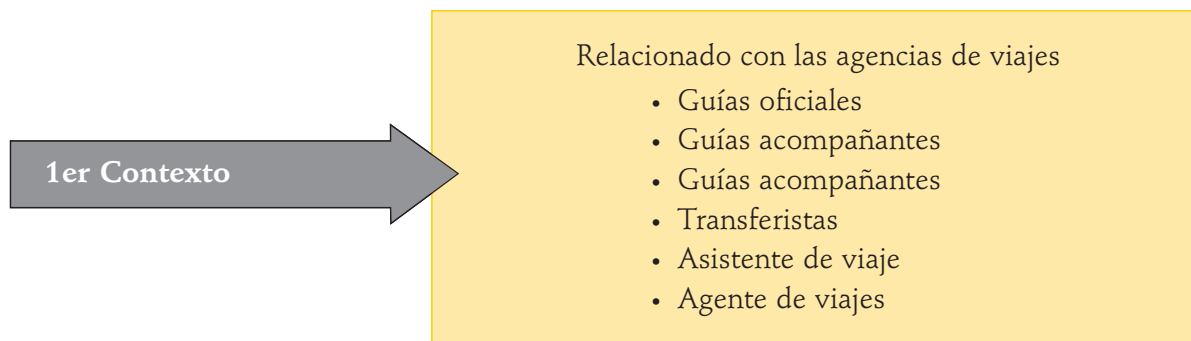 1er Contexto
Relacionado con las agencias de viajes
• Guías oficiales
• Guías acompañantes
• Guías acompañantes
• Transferistas
• Asistente de viaje
• Agente de viajes